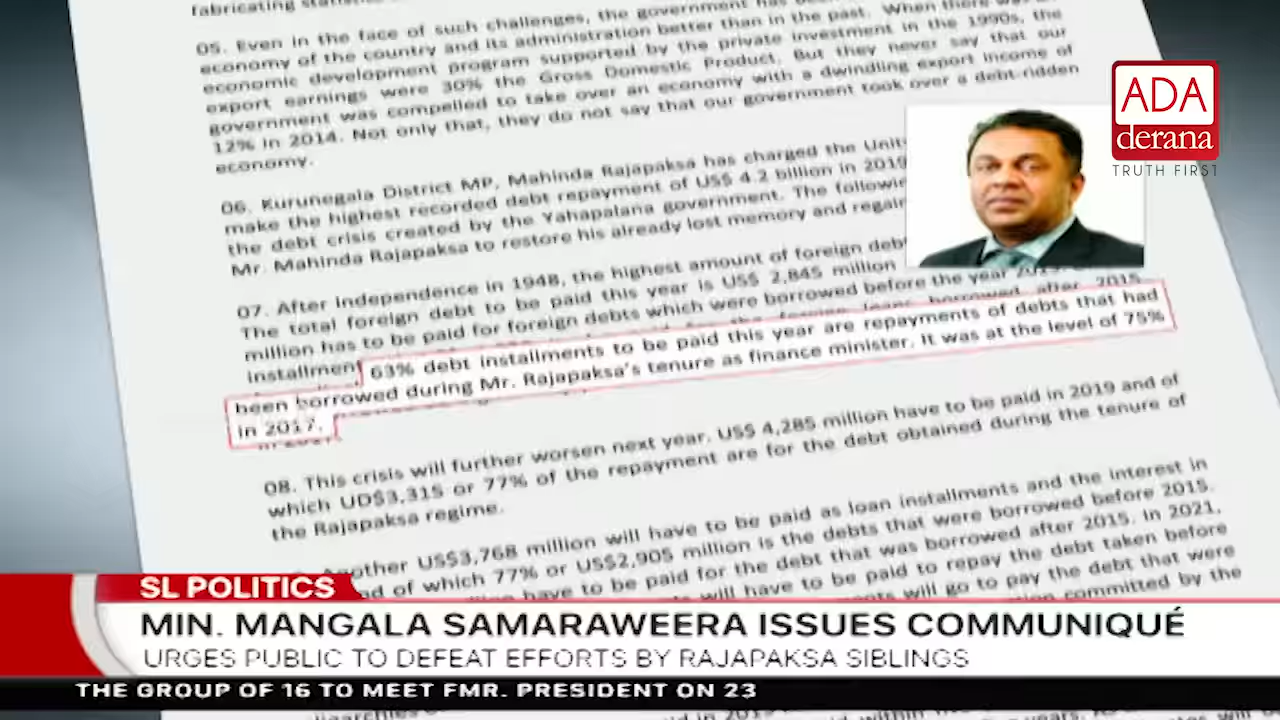 fabricating
05. Even in the face of such challenges, the government has been
economy of the country and its administration better than in the past. When there was
economic development program supported by the private investment in the 1990s, the
export earnings were 30% the Gross Domestic Product. But they never say that our
government was compelled to take over an economy with a dwindling export income of
12% in 2014. Not only that, they do not say that our government took over a debt-ridden
economy.
06. Kurunegala District MP, Mahinda Rajapaksa has charged the
make the highest recorded debt repayment of US$ 4.2 billion in 2019
the debt crisis created by the Yahapalana government. The
Mr. Mahinda Rajapaksa to restore his already lost memory and
07. After Independence in 1948, the highest amount of foreign
The total foreign debt to be paid this year is US$ 2,845 million
million has to be paid for foreign debts which were borrowed before the year
63% debt installments to be paid this year are repayments of debts that had
been borrowed during Mr. Rajapaksa's tenure as finance minister. It was at the level of 75%
in 2017.
08. This crisis will further worsen next year. US$ 4,285 million have to be paid in 2019 and of
which UD$3,315 or 77% of the repayment are for the debt obtained during the tenure of
the Rajapaksa regime.
US$3,768 million will have to be paid as loan installments and the interest in
of which 77% or US$2,905 million is the debts that were borrowed before 2015.
have to be paid for the debt that was borrowed after 2015. In 2021,
will have to be paid to repay the debt taken before
will go to pay the debt that were
committed by the
ADA
derana
TRUTH FIRST
SL POLITICS
MIN. MANGALA SAMARAWEERA ISSUES COMMUNIQUÉ
URGES PUBLIC TO DEFEAT EFFORTS BY RAJAPAKSA SIBLINGS
THE GROUP OF 16 TO MEET FMR. PRESIDENT ON 23